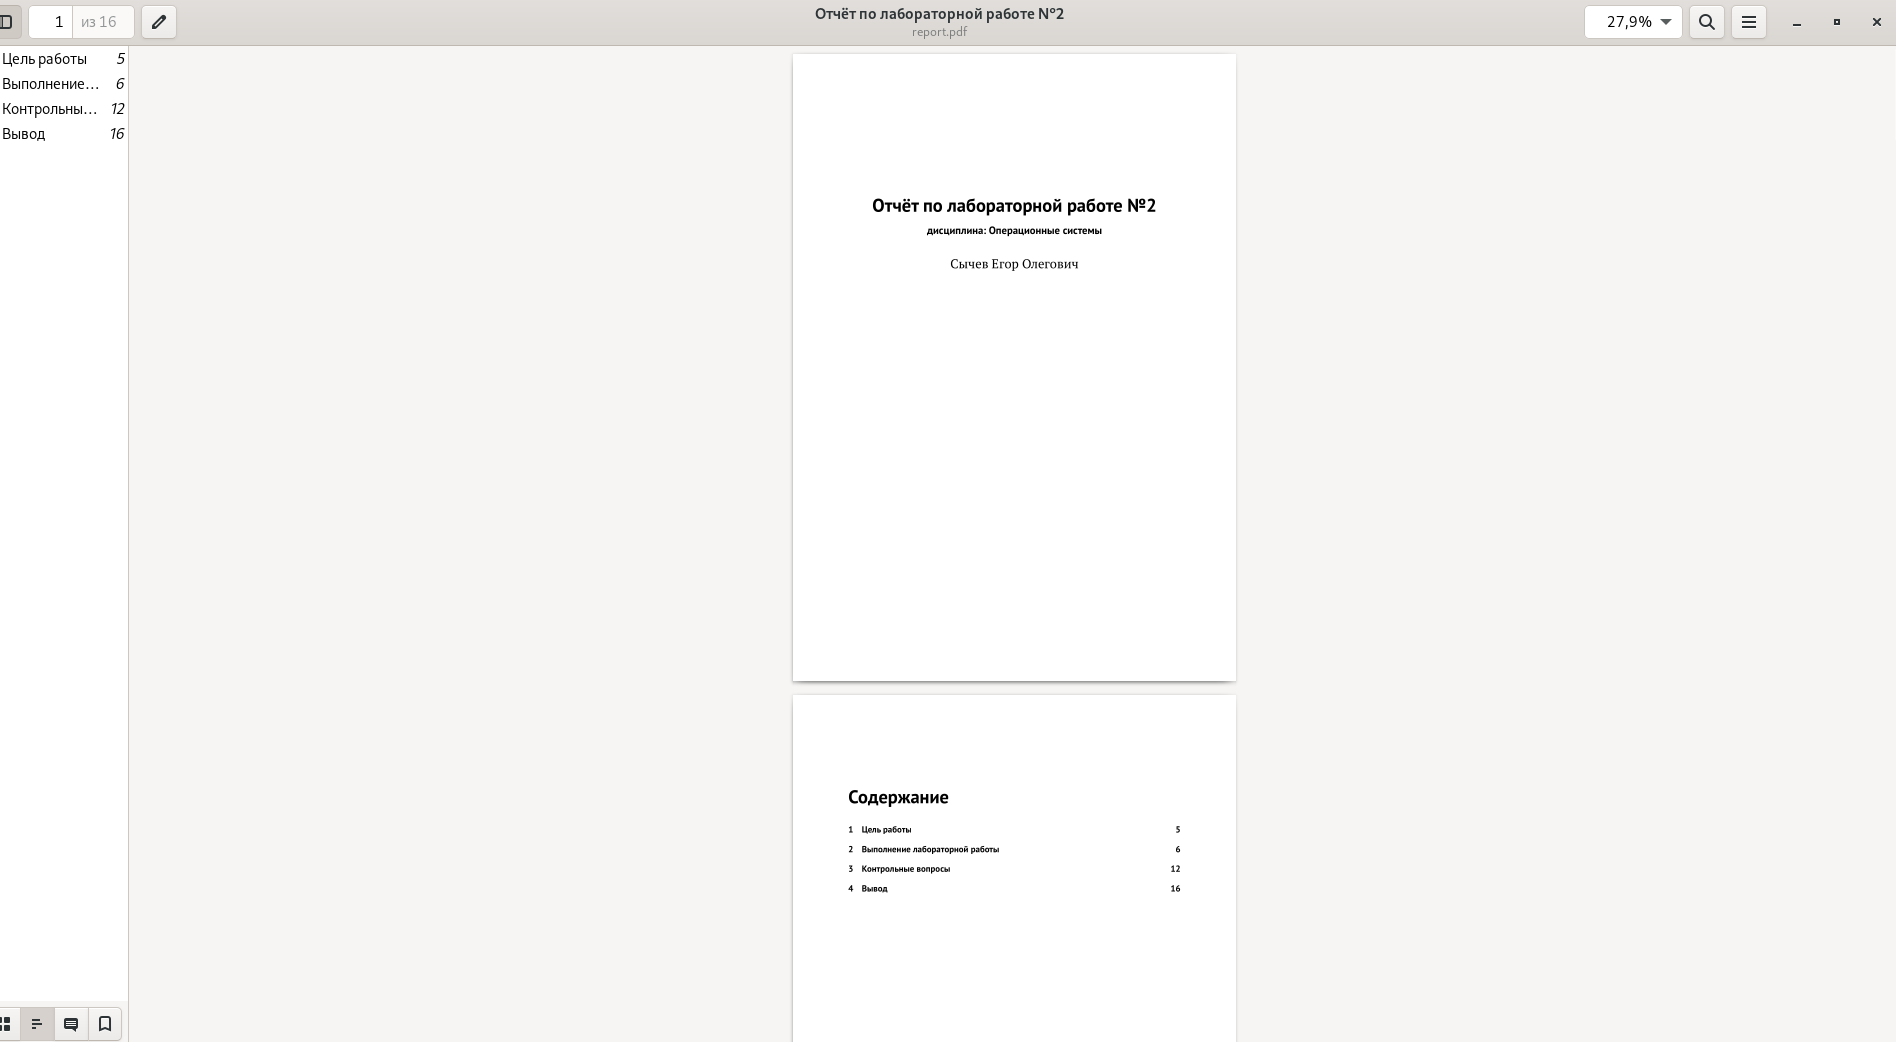 1 из 16
Отчёт по лабораторной работе №2
report.pdf
27,9%
Цель работы 5
Выполнение… 6
Контрольны… 12
Вывод 16
Отчёт по лабораторной работе №2
дисциплина: Операционные системы
Сычев Егор Олегович
Содержание
1 Цель работы 5
2 Выполнение лабораторной работы 6
3 Контрольные вопросы 12
4 Вывод 16